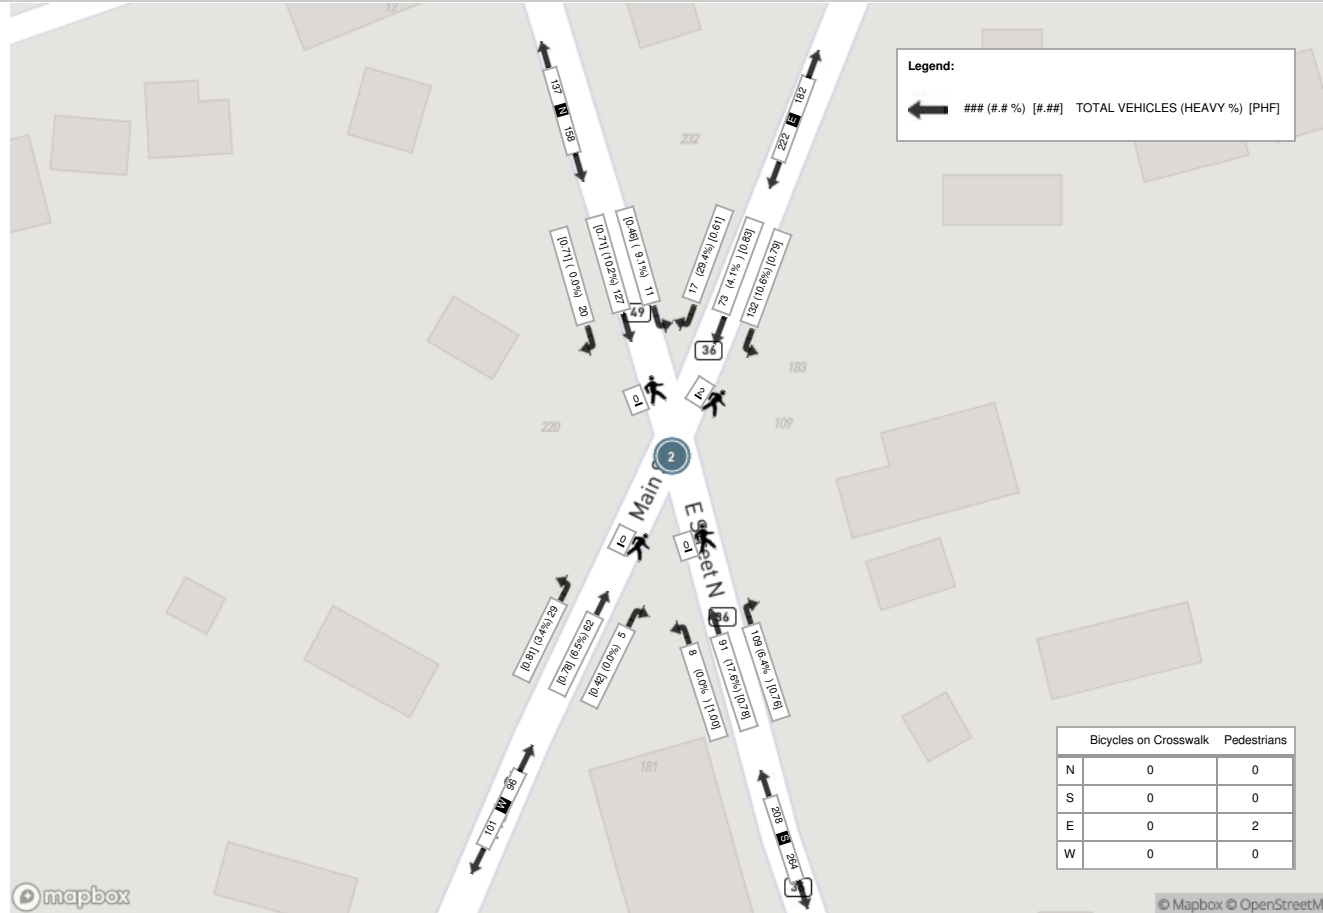 12
Legend:
### (#.# %) [#.##] TOTAL VEHICLES (HEAVY %) [PHF]
137 N 158
222 E 182
232
[0.71] ( 0.0%) 20
[0.71] (10.2%) 127
[0.46] ( 9.1%) 11
17 (29.4%) [0.61]
73 (4.1% ) [0.83]
132 (10.6%) [0.79]
49
36
183
0
2
220
109
2
Main S
E Street N
0
0
[0.81] (3.4%) 29
[0.78] (6.5%) 62
[0.42] (0.0%) 5
8 (0.0% ) [1.00]
91 (17.6%) [0.78]
109 (6.4% ) [0.76]
36
181
101 W 96
208 S 264
Bicycles on Crosswalk Pedestrians
N 0 0
S 0 0
E 0 2
W 0 0
mapbox
© Mapbox © OpenStreetM